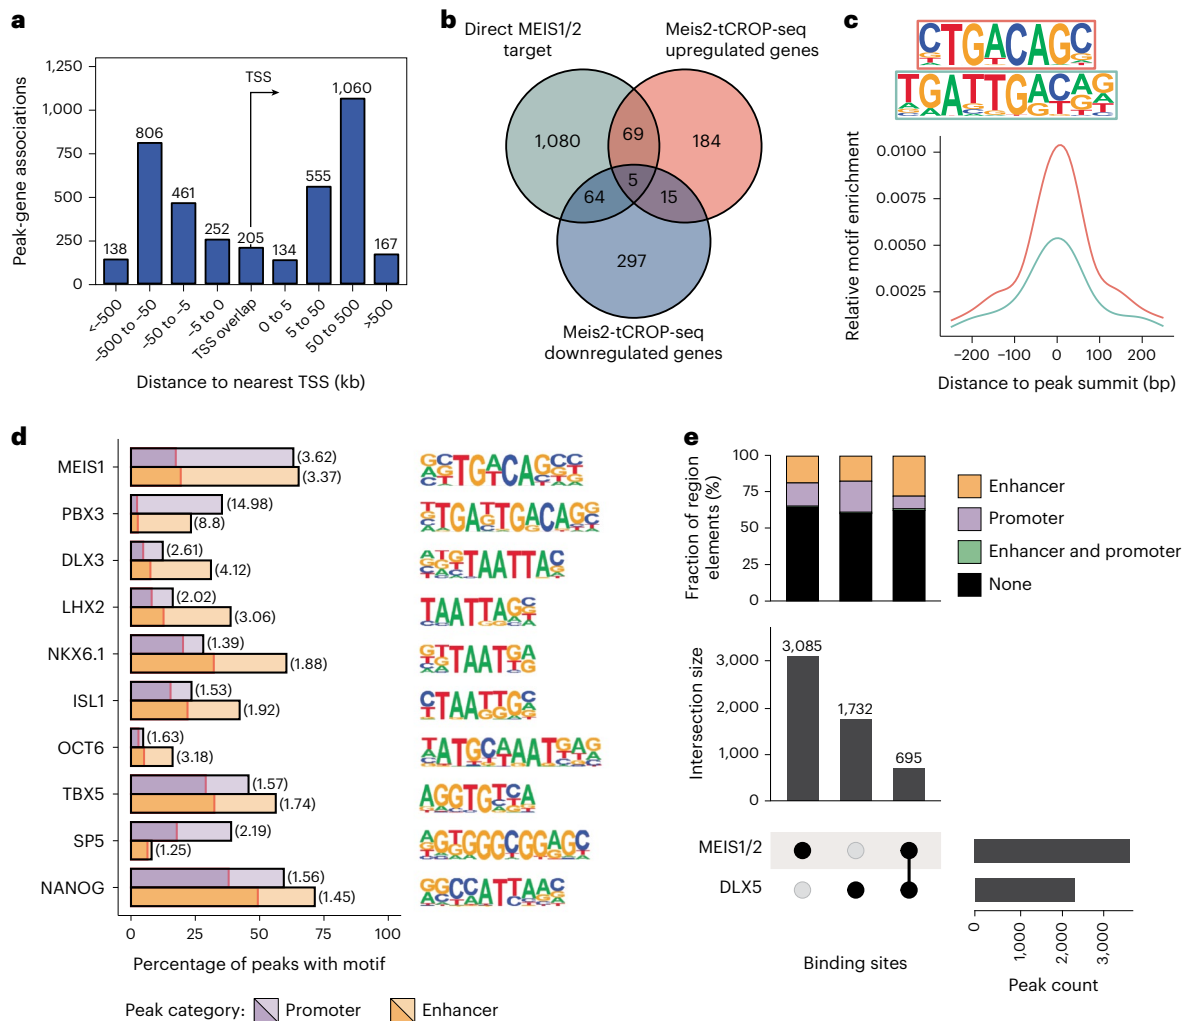 a
1,250
1,000
750
500
250
0
Peak-gene associations
TSS
138
806
461
252
205
134
555
1,060
167
<–500
–500 to –50
–50 to –5
–5 to 0
TSS overlap
0 to 5
5 to 50
50 to 500
>500
Distance to nearest TSS (kb)
b
Direct MEIS1/2
target
Meis2-tCROP-seq
upregulated genes
1,080
69
184
5
64
15
297
Meis2-tCROP-seq
downregulated genes
c
CTGACAGC
TGATTGACAG
0.0100
0.0075
0.0050
0.0025
Relative motif enrichment
–200
–100
0
100
200
Distance to peak summit (bp)
d
MEIS1
(3.62)
(3.37)
PBX3
(14.98)
(8.8)
DLX3
(2.61)
(4.12)
LHX2
(2.02)
(3.06)
NKX6.1
(1.39)
(1.88)
ISL1
(1.53)
(1.92)
OCT6
(1.63)
(3.18)
TBX5
(1.57)
(1.74)
SP5
(2.19)
(1.25)
NANOG
(1.56)
(1.45)
0
25
50
75
100
Percentage of peaks with motif
Peak category:
Promoter
Enhancer
e
100
75
50
25
0
Fraction of region
elements (%)
Enhancer
Promoter
Enhancer and promoter
None
3,000
2,000
1,000
0
Intersection size
3,085
1,732
695
MEIS1/2
DLX5
Binding sites
0
1,000
2,000
3,000
Peak count